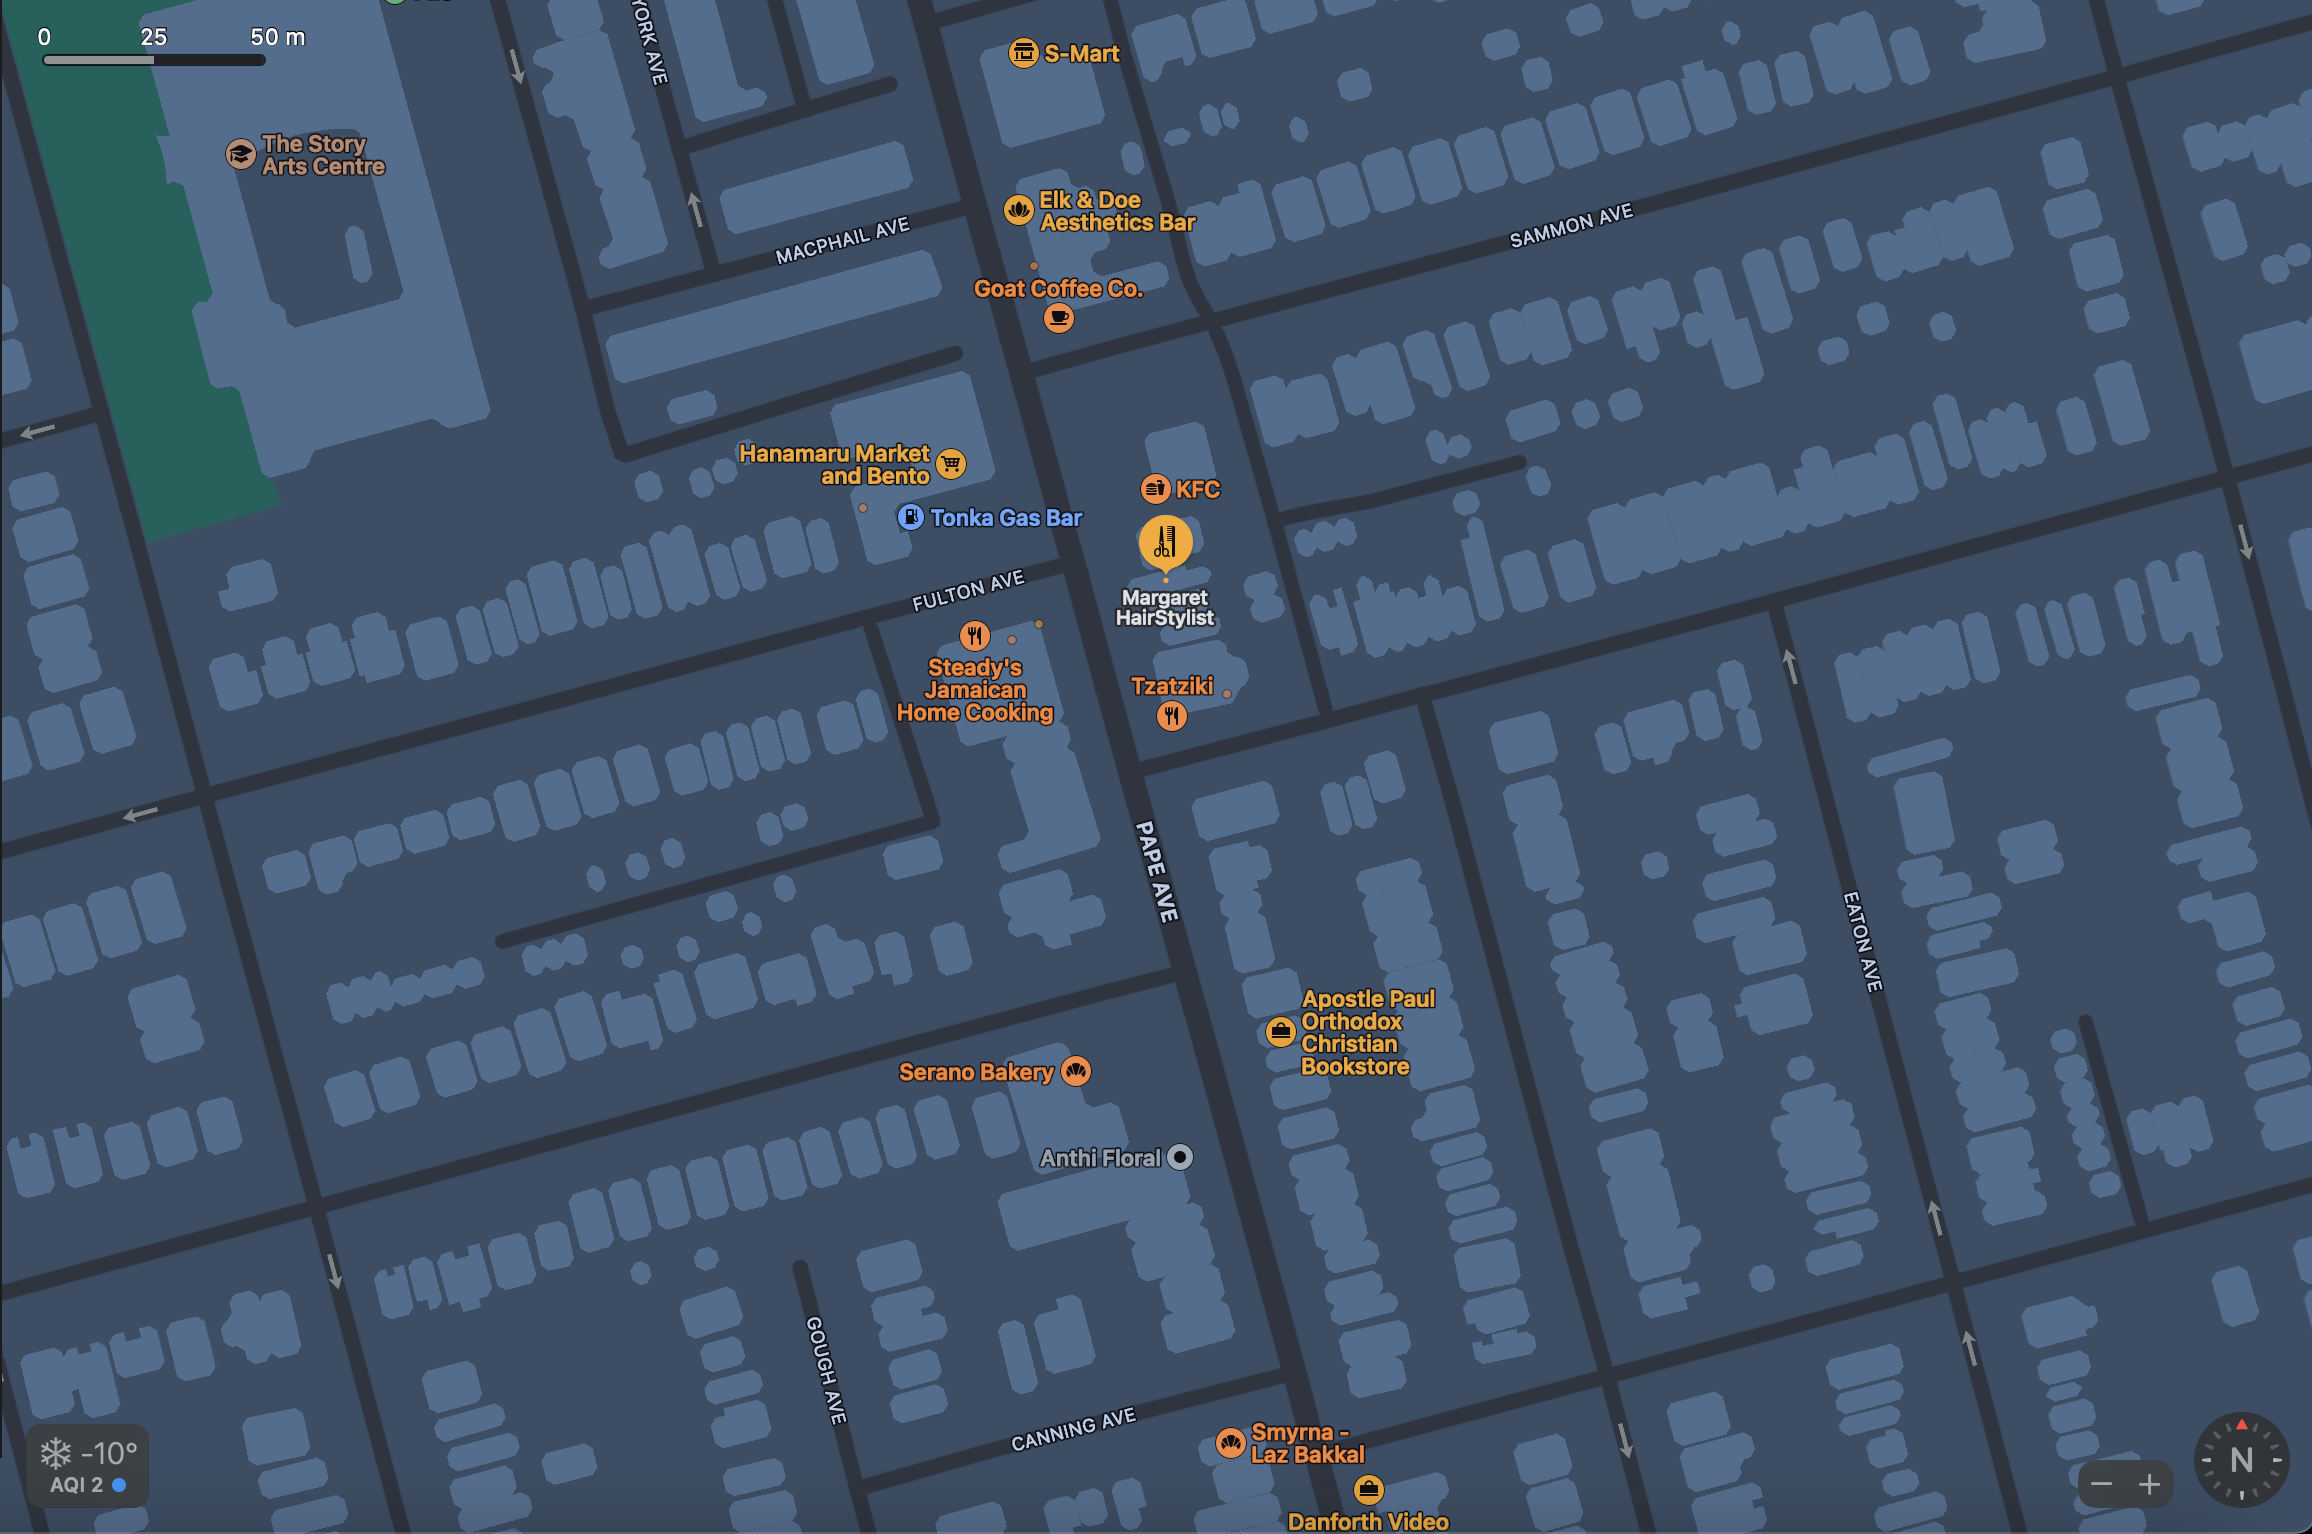 0 25 50 m
YORK AVE
S-Mart
The Story
Arts Centre
Elk & Doe
Aesthetics Bar
MACPHAIL AVE
SAMMON AVE
Goat Coffee Co.
Hanamaru Market
and Bento
KFC
Tonka Gas Bar
FULTON AVE
Margaret
HairStylist
Steady's
Jamaican
Home Cooking
Tzatziki
PAPE AVE
EATON AVE
Apostle Paul
Orthodox
Christian
Bookstore
Serano Bakery
Anthi Floral
GOUGH AVE
CANNING AVE
Smyrna -
Laz Bakkal
Danforth Video
-10°
AQI 2
N
− +